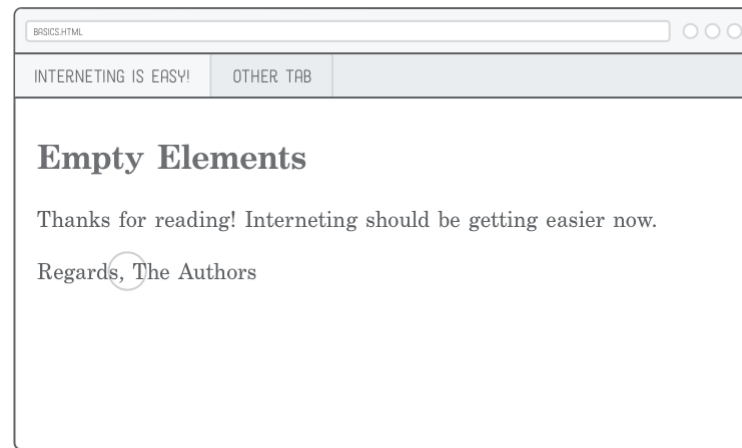 BASICS.HTML
INTERNETING IS EASY! OTHER TAB
Empty Elements
Thanks for reading! Interneting should be getting easier now.
Regards, The Authors